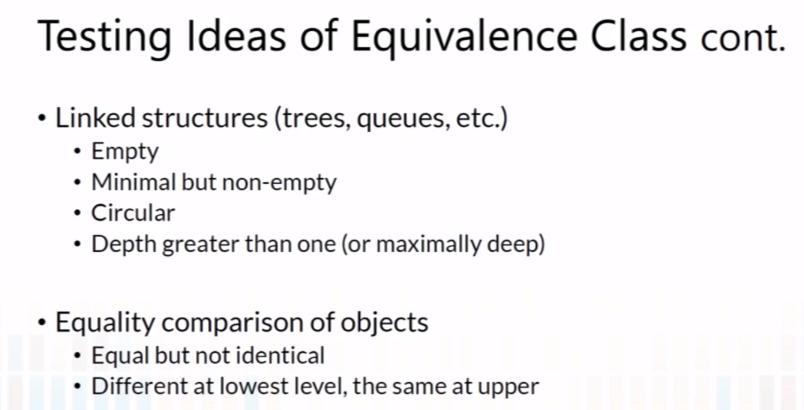 Testing Ideas of Equivalence Class cont.
• Linked structures (trees, queues, etc.)
• Empty
• Minimal but non-empty
• Circular
• Depth greater than one (or maximally deep)
• Equality comparison of objects
• Equal but not identical
• Different at lowest level, the same at upper